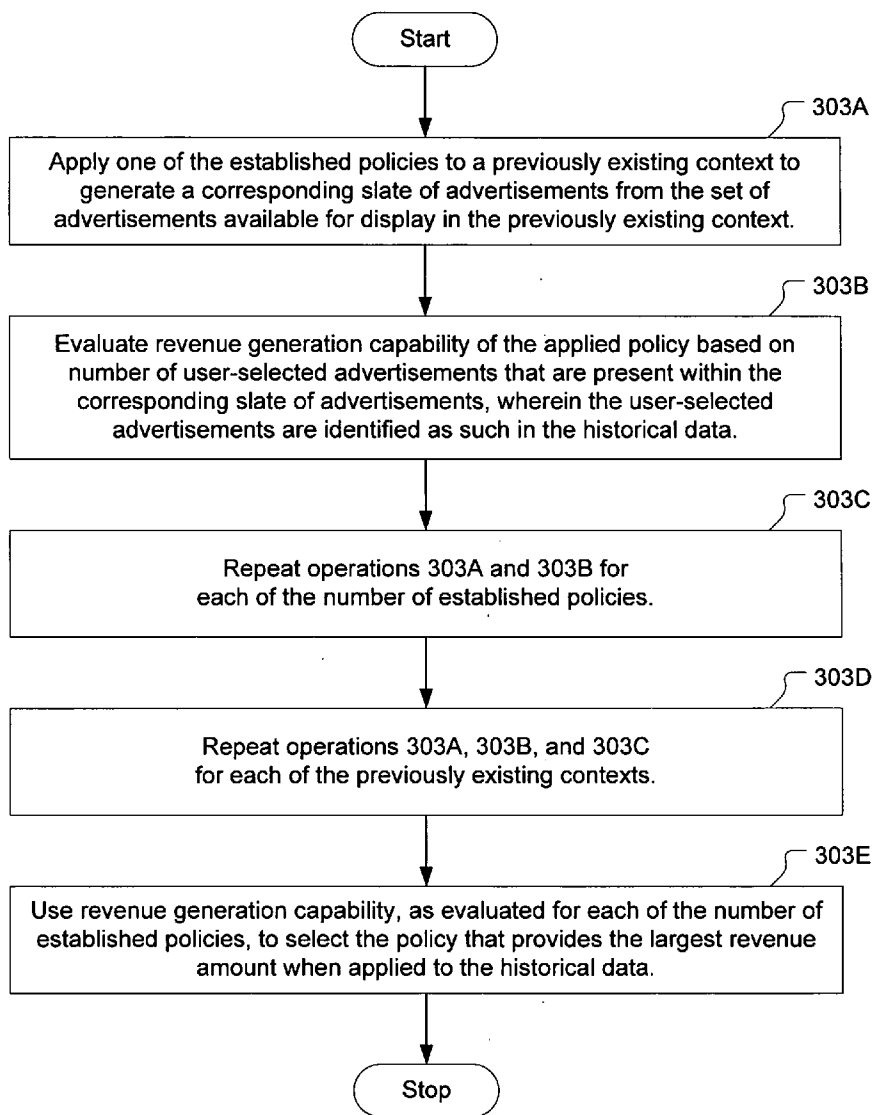 Start
303A
Apply one of the established policies to a previously existing context to
generate a corresponding slate of advertisements from the set of
advertisements available for display in the previously existing context.
303B
Evaluate revenue generation capability of the applied policy based on
number of user-selected advertisements that are present within the
corresponding slate of advertisements, wherein the user-selected
advertisements are identified as such in the historical data.
303C
Repeat operations 303A and 303B for
each of the number of established policies.
303D
Repeat operations 303A, 303B, and 303C
for each of the previously existing contexts.
303E
Use revenue generation capability, as evaluated for each of the number of
established policies, to select the policy that provides the largest revenue
amount when applied to the historical data.
Stop